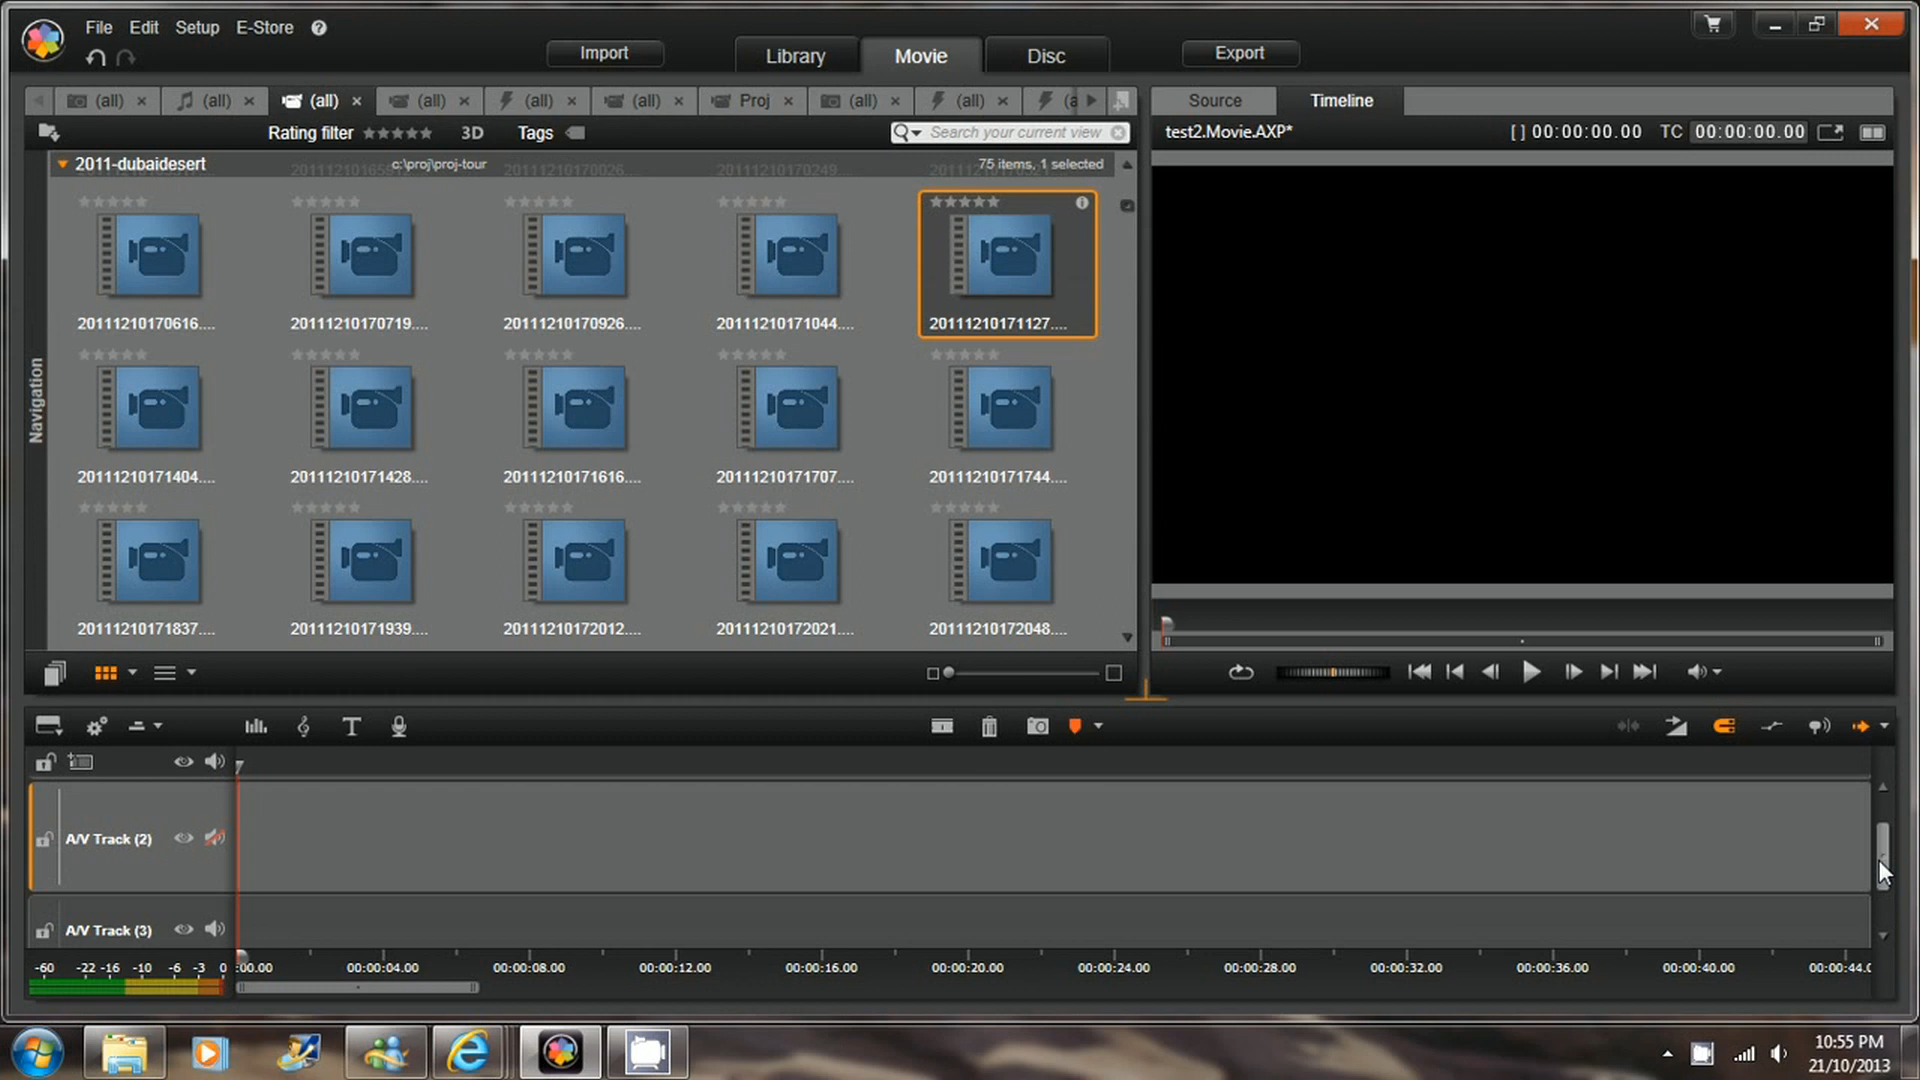 File Edit Setup E-Store ?
Import Library Movie Disc Export
(all) × (all) × (all) × (all) × (all) × (all) × Proj × (all) × (all) × (a
Source Timeline
Rating filter 3D Tags Search your current view
test2.Movie.AXP* [ ] 00:00:00.00 TC 00:00:00.00
2011-dubaidesert c:\proj\proj-tour 75 items, 1 selected
20111210170616.... 20111210170719.... 20111210170926.... 20111210171044.... 20111210171127....
20111210171404.... 20111210171428.... 20111210171616.... 20111210171707.... 20111210171744....
20111210171837.... 20111210171939.... 20111210172012.... 20111210172021.... 20111210172048....
Navigation
A/V Track (2)
A/V Track (3)
-60 -22 -16 -10 -6 -3 0 :00.00 00:00:04.00 00:00:08.00 00:00:12.00 00:00:16.00 00:00:20.00 00:00:24.00 00:00:28.00 00:00:32.00 00:00:36.00 00:00:40.00 00:00:44.0
10:55 PM
21/10/2013